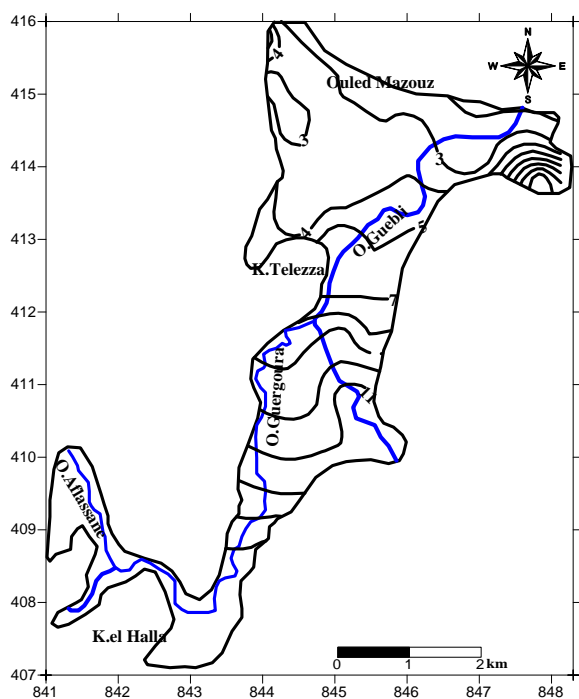 416
415
414
413
412
411
410
409
408
407
841
842
843
844
845
846
847
848
N
W
E
S
4
Ouled Mazouz
3
3
4
O.Guebli
5
K.Telezza
7
O.Guergoura
11
O.Aflassane
K.el Halla
0
1
2
km